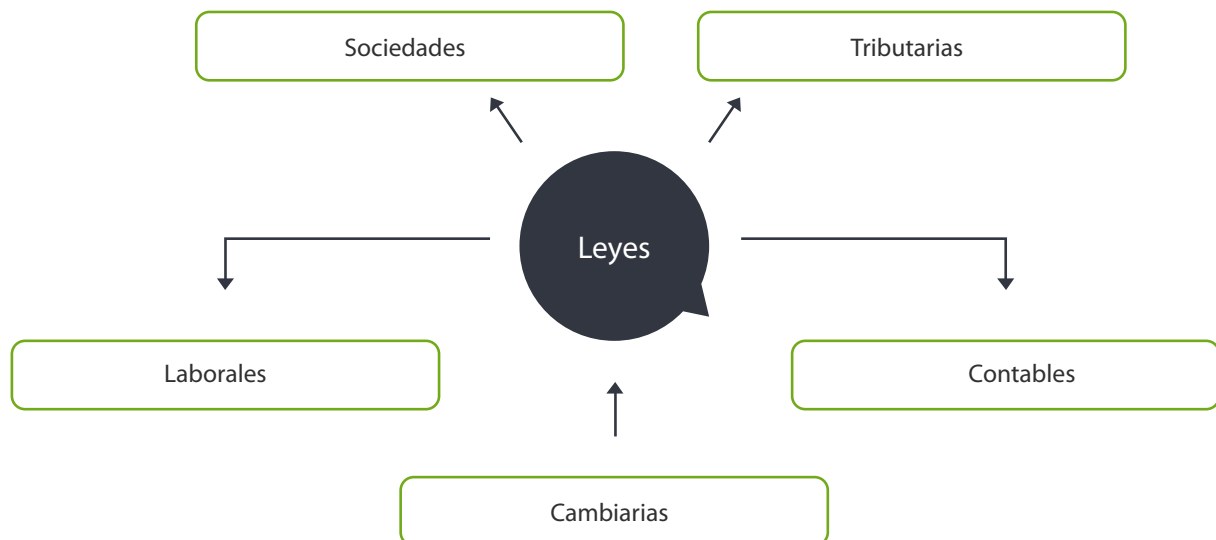 Sociedades
Tributarias
Leyes
Laborales
Contables
Cambiarias